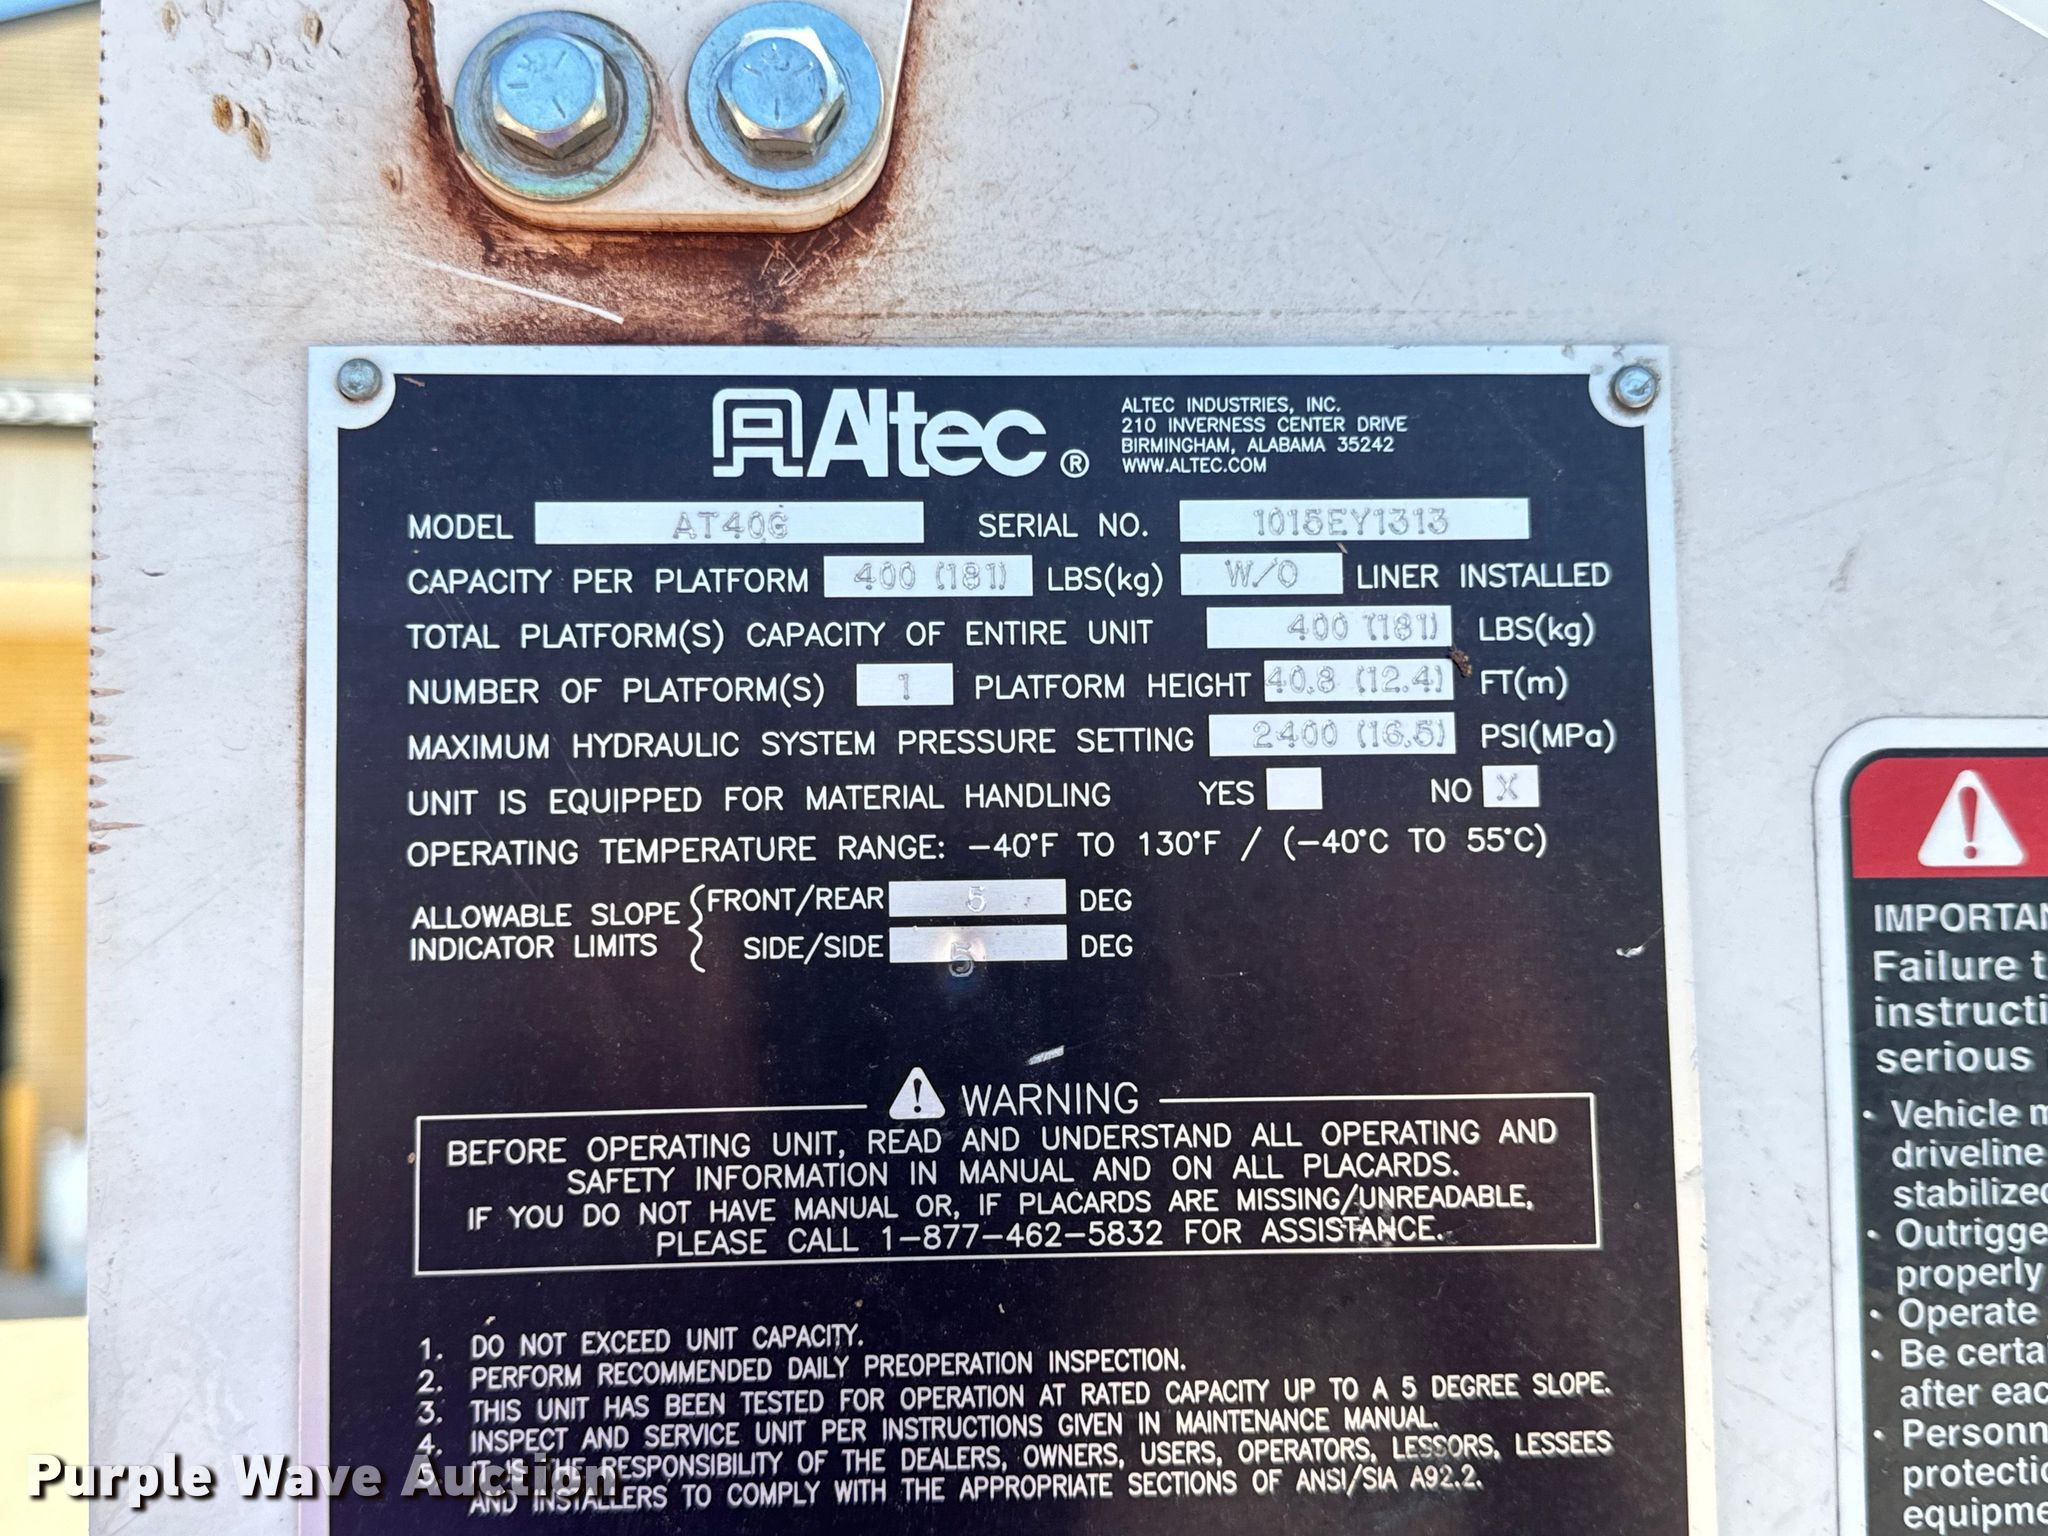 Altec ®
ALTEC INDUSTRIES, INC.
210 INVERNESS CENTER DRIVE
BIRMINGHAM, ALABAMA 35242
WWW.ALTEC.COM
MODEL AT40G SERIAL NO. 1015EY1313
CAPACITY PER PLATFORM 400 (181) LBS(kg) W/O LINER INSTALLED
TOTAL PLATFORM(S) CAPACITY OF ENTIRE UNIT 400 (181) LBS(kg)
NUMBER OF PLATFORM(S) 1 PLATFORM HEIGHT 40.8 (12.4) FT(m)
MAXIMUM HYDRAULIC SYSTEM PRESSURE SETTING 2400 (16.5) PSI(MPa)
UNIT IS EQUIPPED FOR MATERIAL HANDLING YES NO X
OPERATING TEMPERATURE RANGE: -40°F TO 130°F / (-40°C TO 55°C)
ALLOWABLE SLOPE INDICATOR LIMITS
FRONT/REAR 5 DEG
SIDE/SIDE 5 DEG
WARNING
BEFORE OPERATING UNIT, READ AND UNDERSTAND ALL OPERATING AND
SAFETY INFORMATION IN MANUAL AND ON ALL PLACARDS.
IF YOU DO NOT HAVE MANUAL OR, IF PLACARDS ARE MISSING/UNREADABLE,
PLEASE CALL 1-877-462-5832 FOR ASSISTANCE.
1. DO NOT EXCEED UNIT CAPACITY.
2. PERFORM RECOMMENDED DAILY PREOPERATION INSPECTION.
3. THIS UNIT HAS BEEN TESTED FOR OPERATION AT RATED CAPACITY UP TO A 5 DEGREE SLOPE.
4. INSPECT AND SERVICE UNIT PER INSTRUCTIONS GIVEN IN MAINTENANCE MANUAL.
5. IT IS THE RESPONSIBILITY OF THE DEALERS, OWNERS, USERS, OPERATORS, LESSORS, LESSEES
AND INSTALLERS TO COMPLY WITH THE APPROPRIATE SECTIONS OF ANSI/SIA A92.2.
IMPORTAN
Failure t
instructi
serious
• Vehicle m
driveline
stabilized
• Outrigge
properly
• Operate
• Be certai
after eac
• Personn
protectio
equipme
Purple Wave Auction